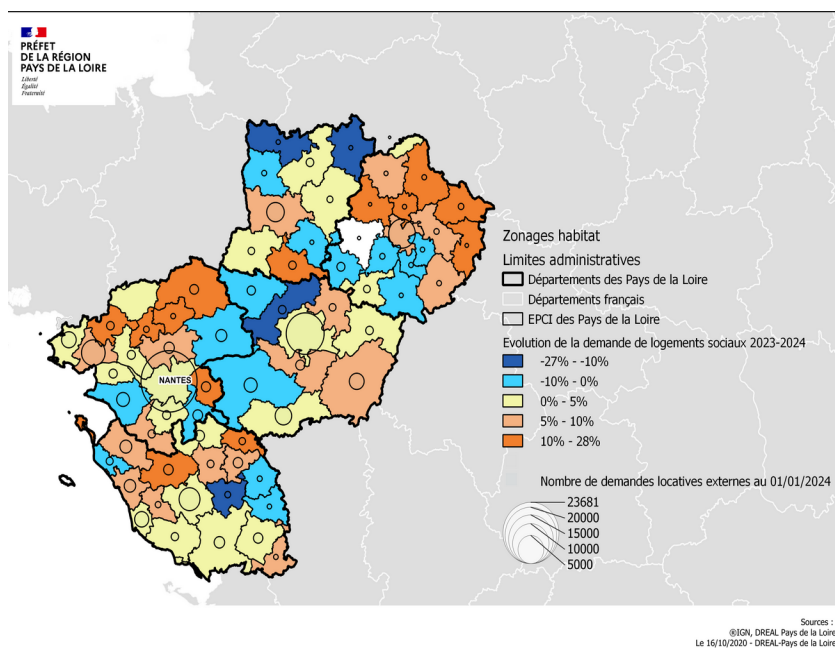 PRÉFET
DE LA RÉGION
PAYS DE LA LOIRE
Liberté
Égalité
Fraternité
NANTES
Zonages habitat
Limites administratives
Départements des Pays de la Loire
Départements français
EPCI des Pays de la Loire
Evolution de la demande de logements sociaux 2023-2024
-27% - -10%
-10% - 0%
0% - 5%
5% - 10%
10% - 28%
Nombre de demandes locatives externes au 01/01/2024
23681
20000
15000
10000
5000
Sources :
®IGN, DREAL Pays de la Loire
Le 16/10/2020 - DREAL-Pays de la Loire